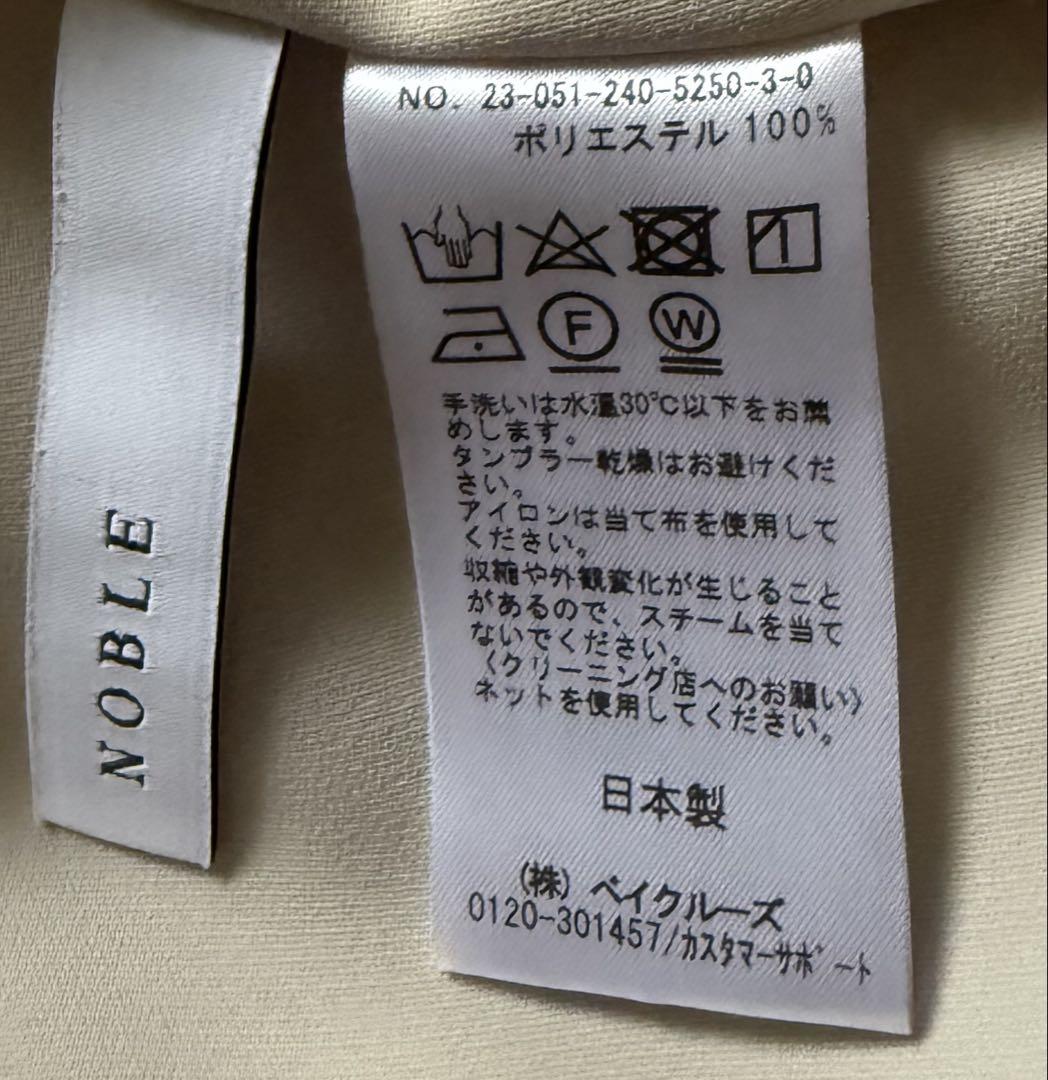 NOBLE
NO. 23-051-240-5250-3-0
ポリエステル 100%
F
W
手洗いは水温30℃以下をお薦
めします。
タンブラー乾燥はお避けくだ
さい。
アイロンは当て布を使用して
ください。
収縮や外観変化が生じること
があるので、スチームを当て
ないでください。
〈クリーニング店へのお願い〉
ネットを使用してください。
日本製
(株) ベイクルーズ
0120-301457/カスタマーサポート